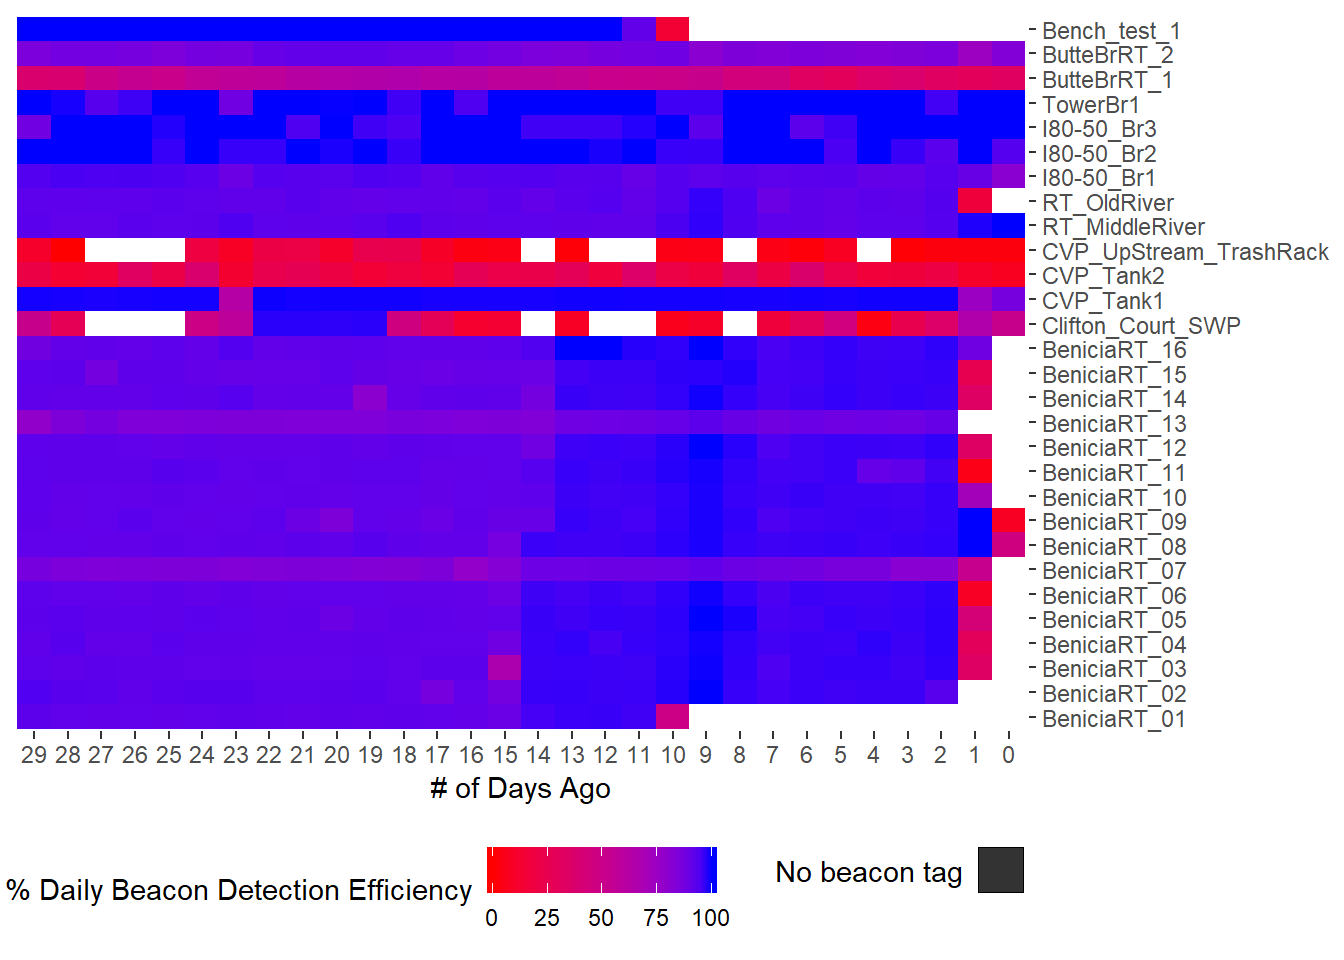 Bench_test_1
ButteBrRT_2
ButteBrRT_1
TowerBr1
I80-50_Br3
I80-50_Br2
I80-50_Br1
RT_OldRiver
RT_MiddleRiver
CVP_UpStream_TrashRack
CVP_Tank2
CVP_Tank1
Clifton_Court_SWP
BeniciaRT_16
BeniciaRT_15
BeniciaRT_14
BeniciaRT_13
BeniciaRT_12
BeniciaRT_11
BeniciaRT_10
BeniciaRT_09
BeniciaRT_08
BeniciaRT_07
BeniciaRT_06
BeniciaRT_05
BeniciaRT_04
BeniciaRT_03
BeniciaRT_02
BeniciaRT_01
29 28 27 26 25 24 23 22 21 20 19 18 17 16 15 14 13 12 11 10 9 8 7 6 5 4 3 2 1 0
# of Days Ago
% Daily Beacon Detection Efficiency
0 25 50 75 100
No beacon tag